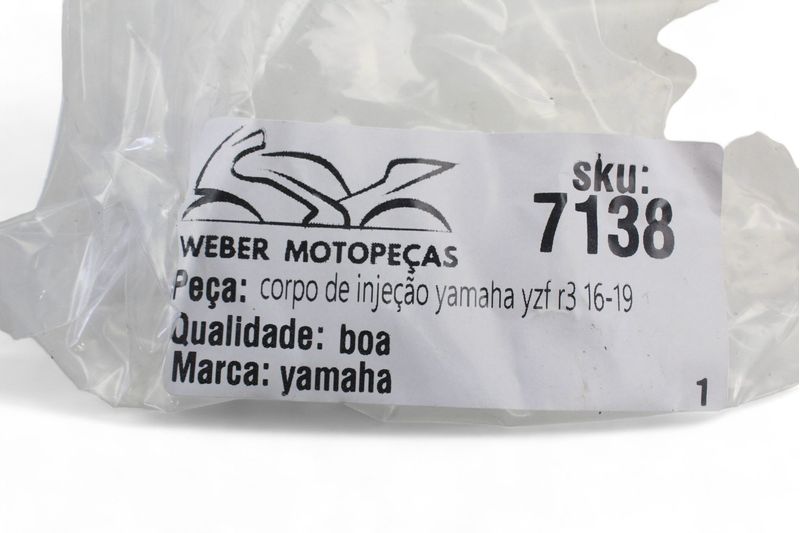 WEBER MOTOPEÇAS
sku:
7138
Peça: corpo de injeção yamaha yzf r3 16-19
Qualidade: boa
Marca: yamaha
1